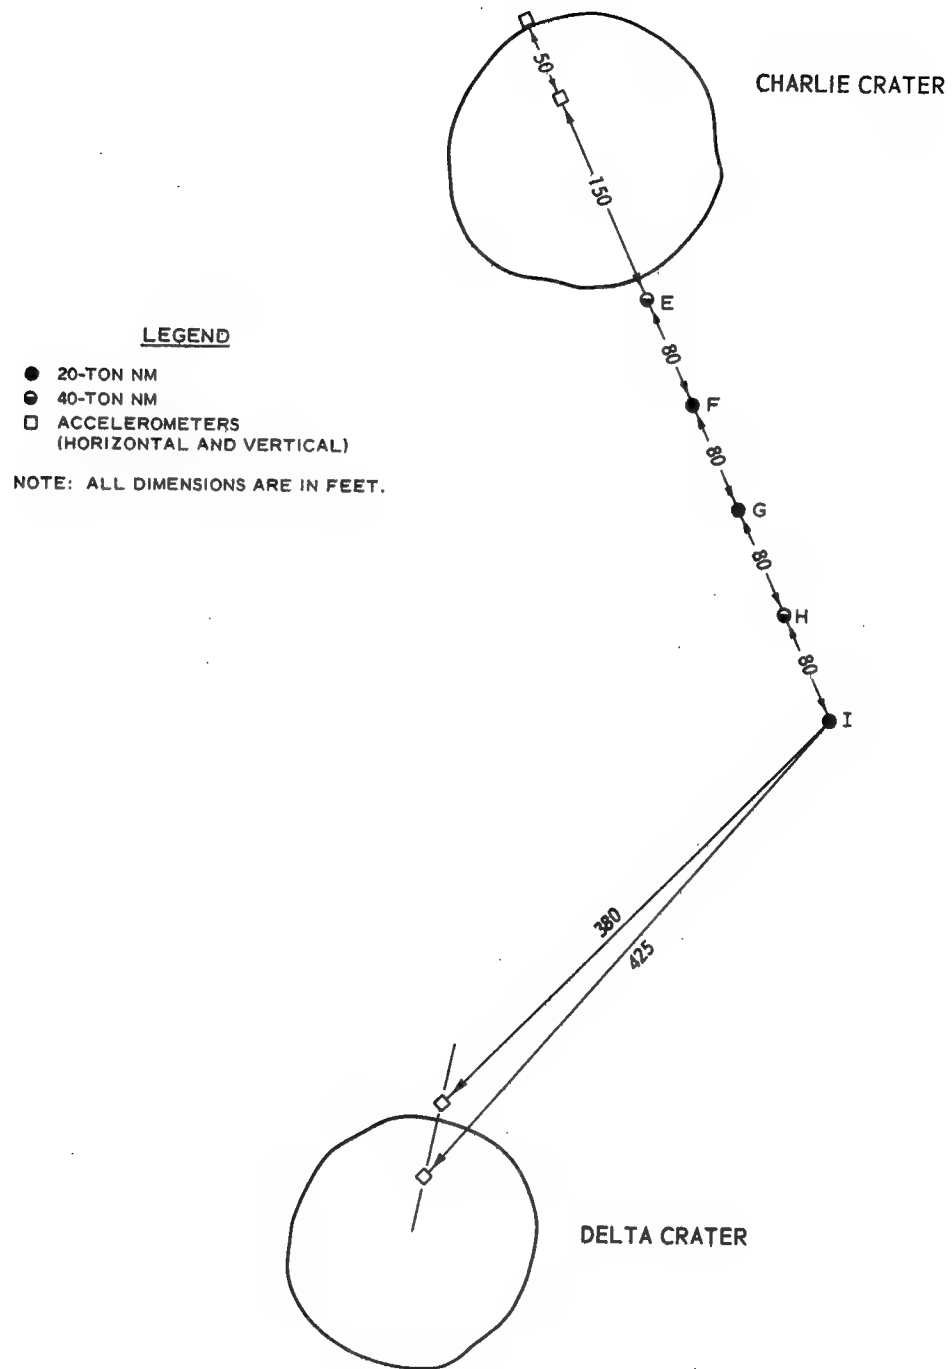 50
CHARLIE CRATER
150
E
80
LEGEND
20-TON NM
40-TON NM
ACCELEROMETERS
(HORIZONTAL AND VERTICAL)
NOTE: ALL DIMENSIONS ARE IN FEET.
F
80
G
80
H
80
I
380
425
DELTA CRATER